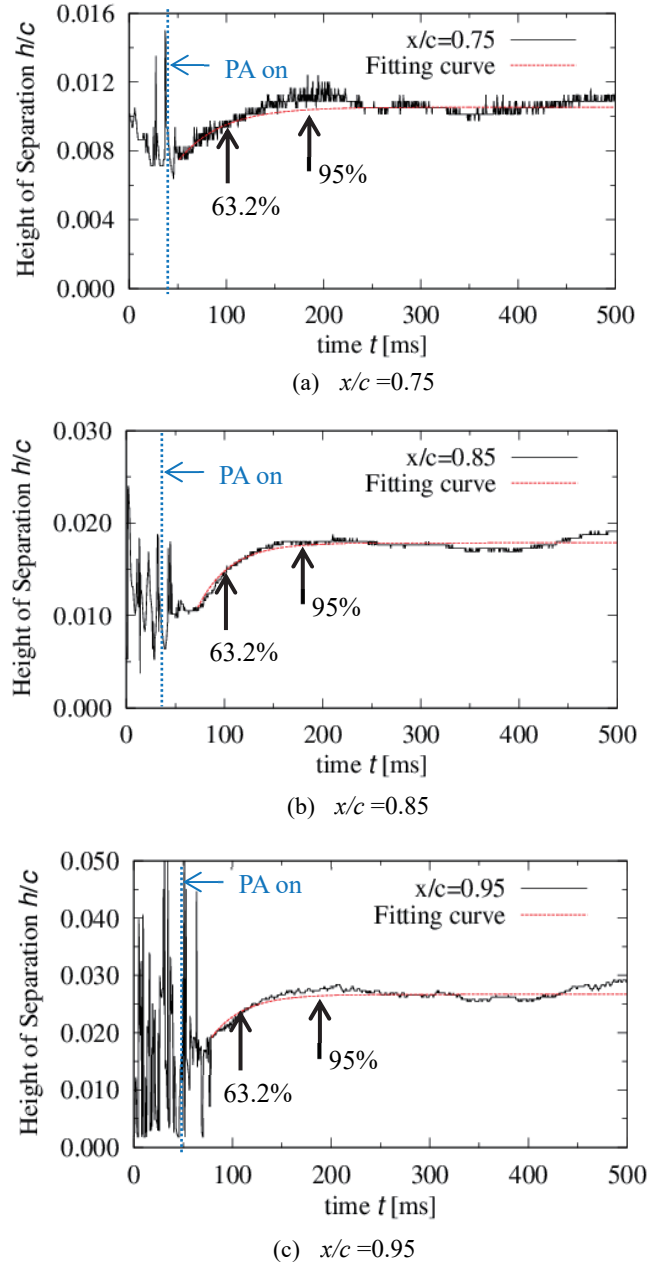 0.016
0.012
0.008
0.004
0.000
Height of Separation h/c
PA on
x/c=0.75
Fitting curve
63.2%
95%
0 100 200 300 400 500
time t [ms]
(a) x/c =0.75
0.030
0.020
0.010
0.000
Height of Separation h/c
PA on
x/c=0.85
Fitting curve
63.2%
95%
0 100 200 300 400 500
time t [ms]
(b) x/c =0.85
0.050
0.040
0.030
0.020
0.010
0.000
Height of Separation h/c
PA on
x/c=0.95
Fitting curve
63.2%
95%
0 100 200 300 400 500
time t [ms]
(c) x/c =0.95